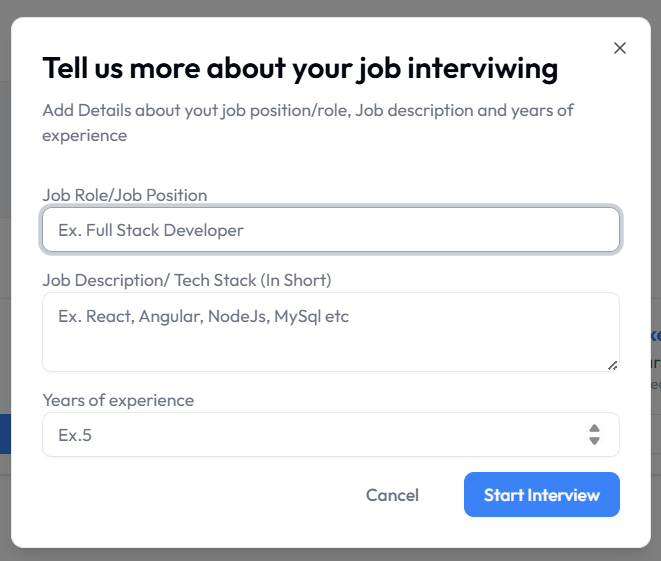 Tell us more about your job interviwing
Add Details about yout job position/role, Job description and years of
experience
Job Role/Job Position
Ex. Full Stack Developer
Job Description/ Tech Stack (In Short)
Ex. React, Angular, NodeJs, MySql etc
Years of experience
Ex.5
Cancel
Start Interview